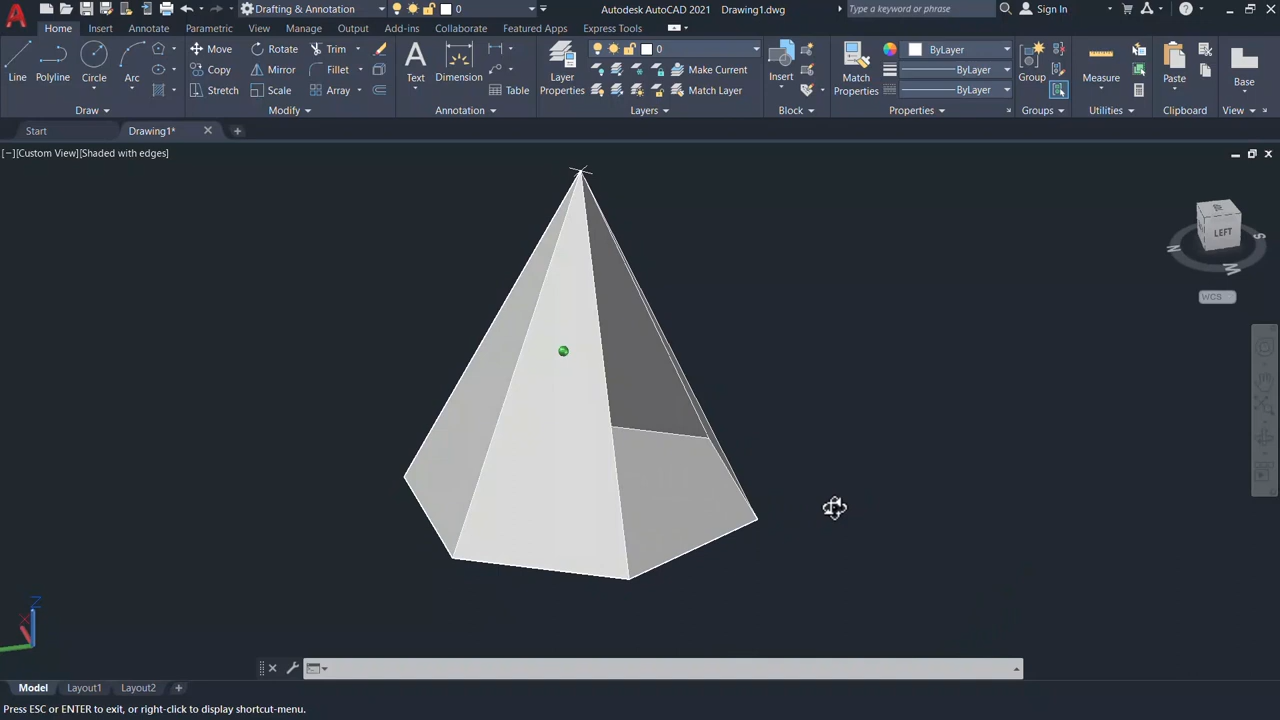 Drafting & Annotation 0 Autodesk AutoCAD 2021 Drawing1.dwg Type a keyword or phrase Sign In
Home Insert Annotate Parametric View Manage Output Add-ins Collaborate Featured Apps Express Tools
Line Polyline Circle Arc
Move Rotate Trim
Copy Mirror Fillet
Stretch Scale Array
Text Dimension Table
Layer Properties
0
Make Current
Match Layer
Insert
Match Properties
ByLayer
ByLayer
ByLayer
Group Measure Paste Base
Draw Modify Annotation Layers Block Properties Groups Utilities Clipboard View
Start Drawing1* +
[−][Custom View][Shaded with edges]
LEFT
N
S
W
WCS
Z
X
Model Layout1 Layout2 +
Press ESC or ENTER to exit, or right-click to display shortcut-menu.